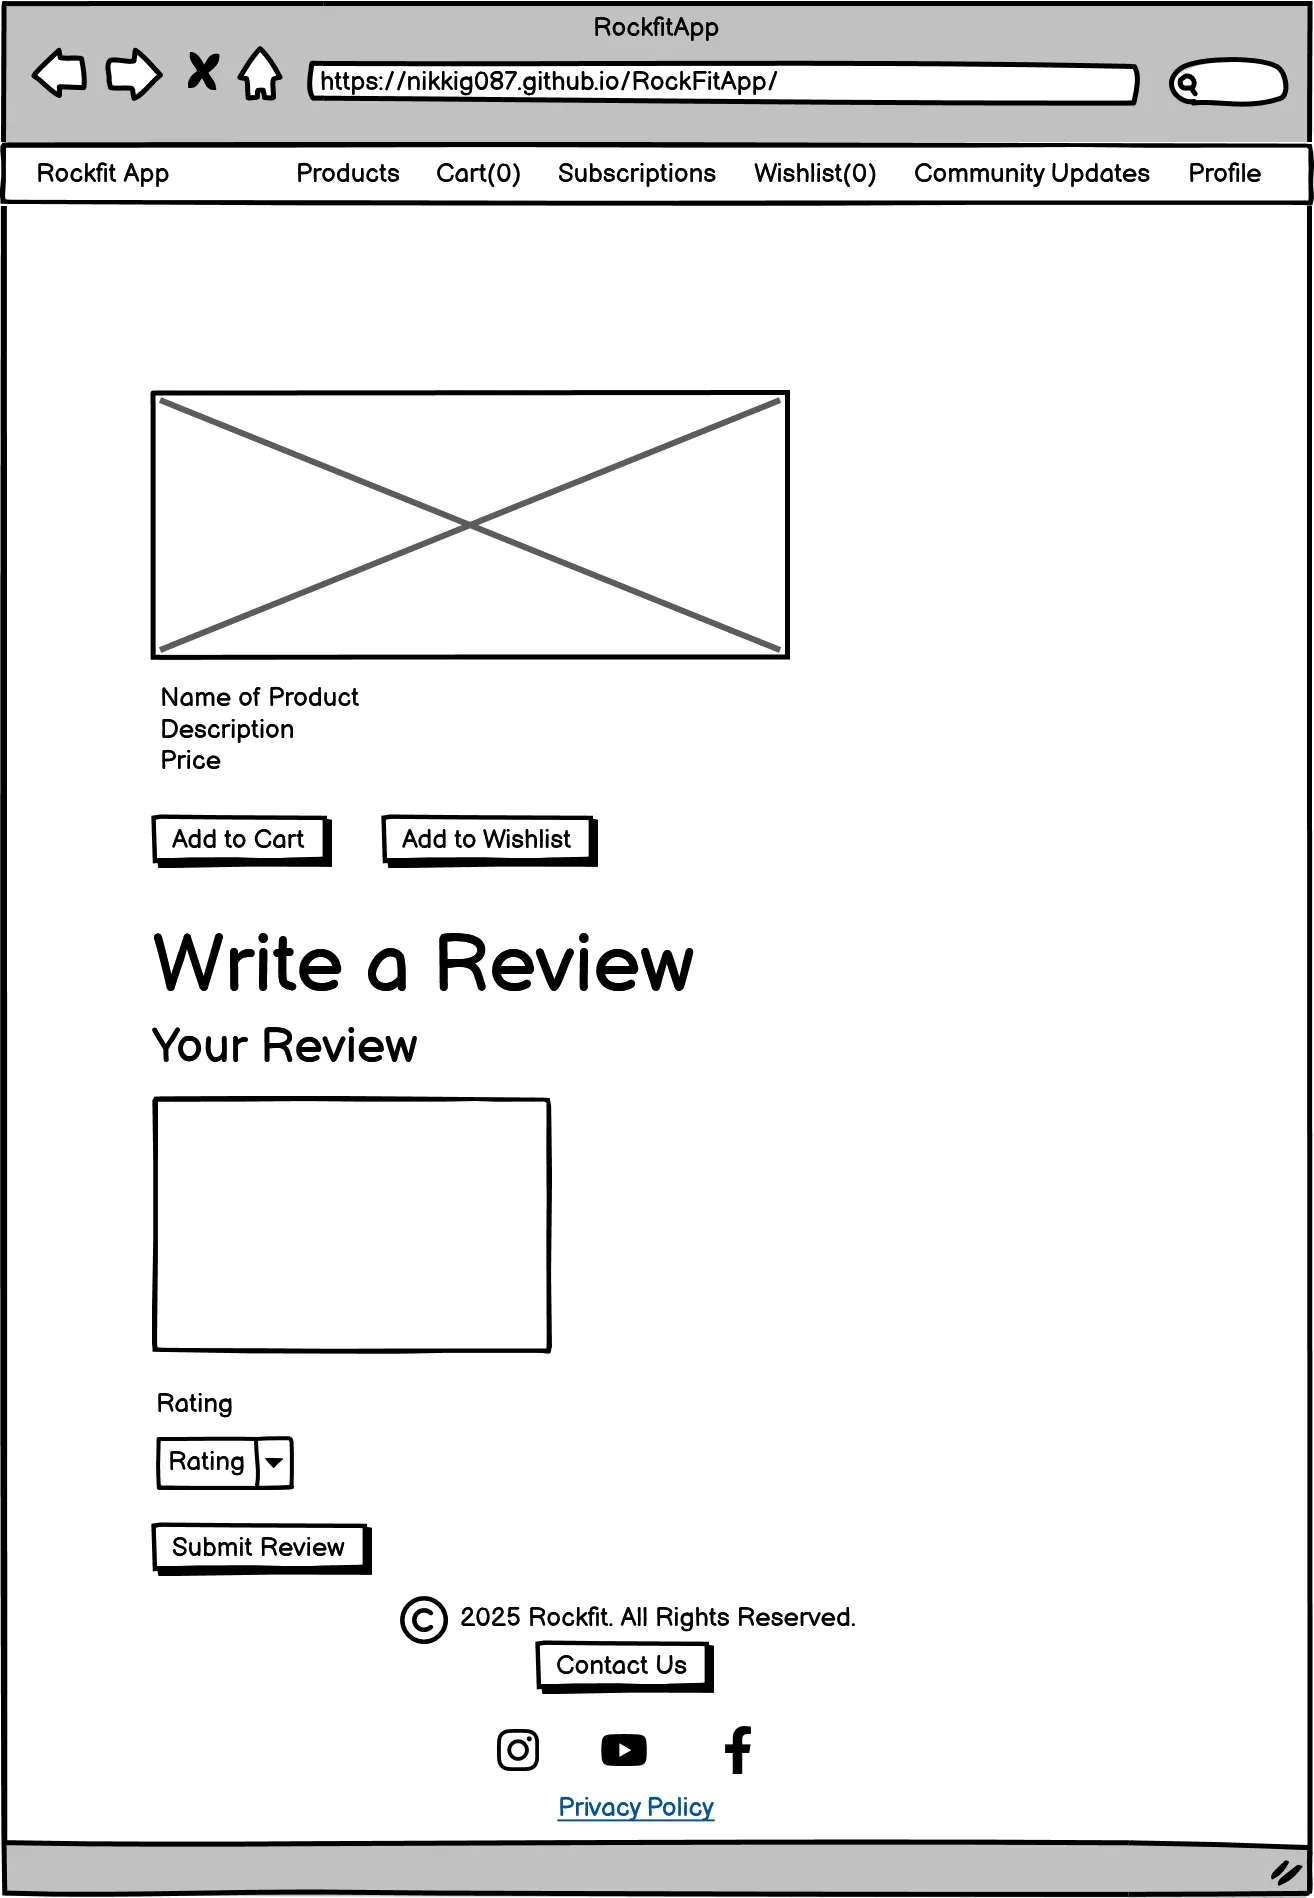 RockfitApp
https://nikkig087.github.io/RockFitApp/
Rockfit App Products Cart(0) Subscriptions Wishlist(0) Community Updates Profile
Name of Product
Description
Price
Add to Cart Add to Wishlist
Write a Review
Your Review
Rating
Rating
Submit Review
© 2025 Rockfit. All Rights Reserved.
Contact Us
Privacy Policy